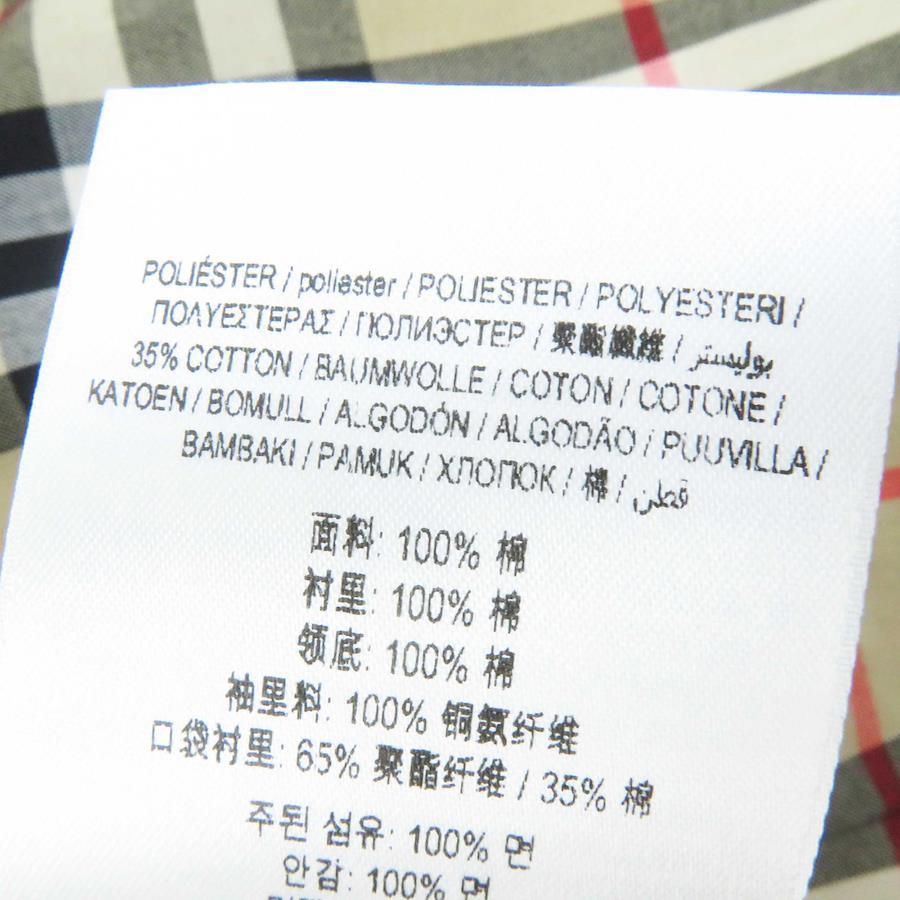 POLIÉSTER / poliester / POLIESTER / POLYESTERI /
ΠΟΛΥΕΣΤΕΡΑΣ / ПОЛИЭСТЕР / 聚酯纖維 / بوليستر
35% COTTON / BAUMWOLLE / COTON / COTONE /
KATOEN / BOMULL / ALGODÓN / ALGODÃO / PUUVILLA /
BAMBAKI / PAMUK / ХЛОПОК / 棉 / قطن
面料: 100% 棉
衬里: 100% 棉
领底: 100% 棉
袖里料: 100% 铜氨纤维
口袋衬里: 65% 聚酯纤维 / 35% 棉
주된 섬유: 100% 면
안감: 100% 면